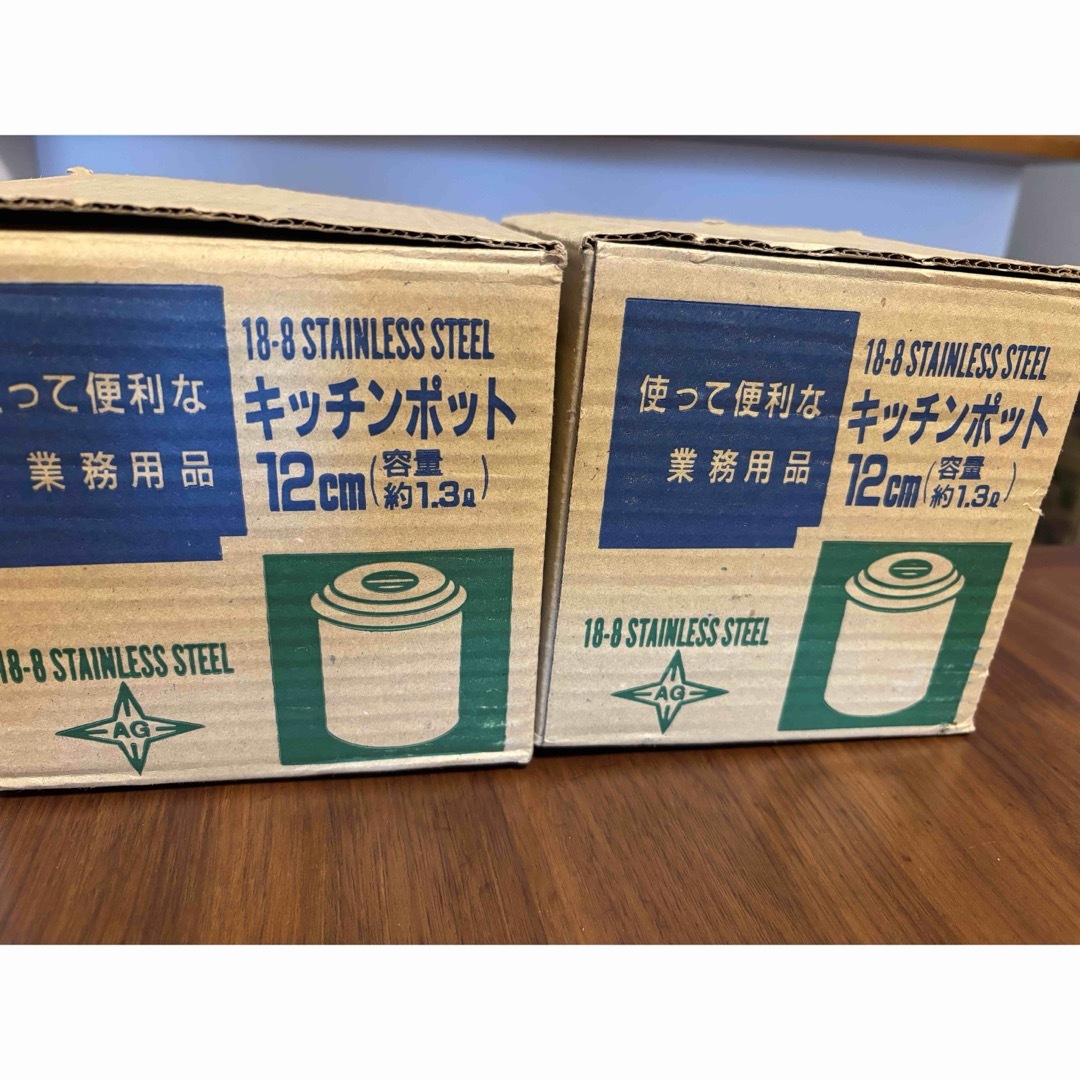 って便利な
業務用品
18-8 STAINLESS STEEL
キッチンポット
12cm(容量約1.3ℓ)
18-8 STAINLESS STEEL
AG
使って便利な
業務用品
18-8 STAINLESS STEEL
キッチンポット
12cm(容量約1.3ℓ)
18-8 STAINLESS STEEL
AG